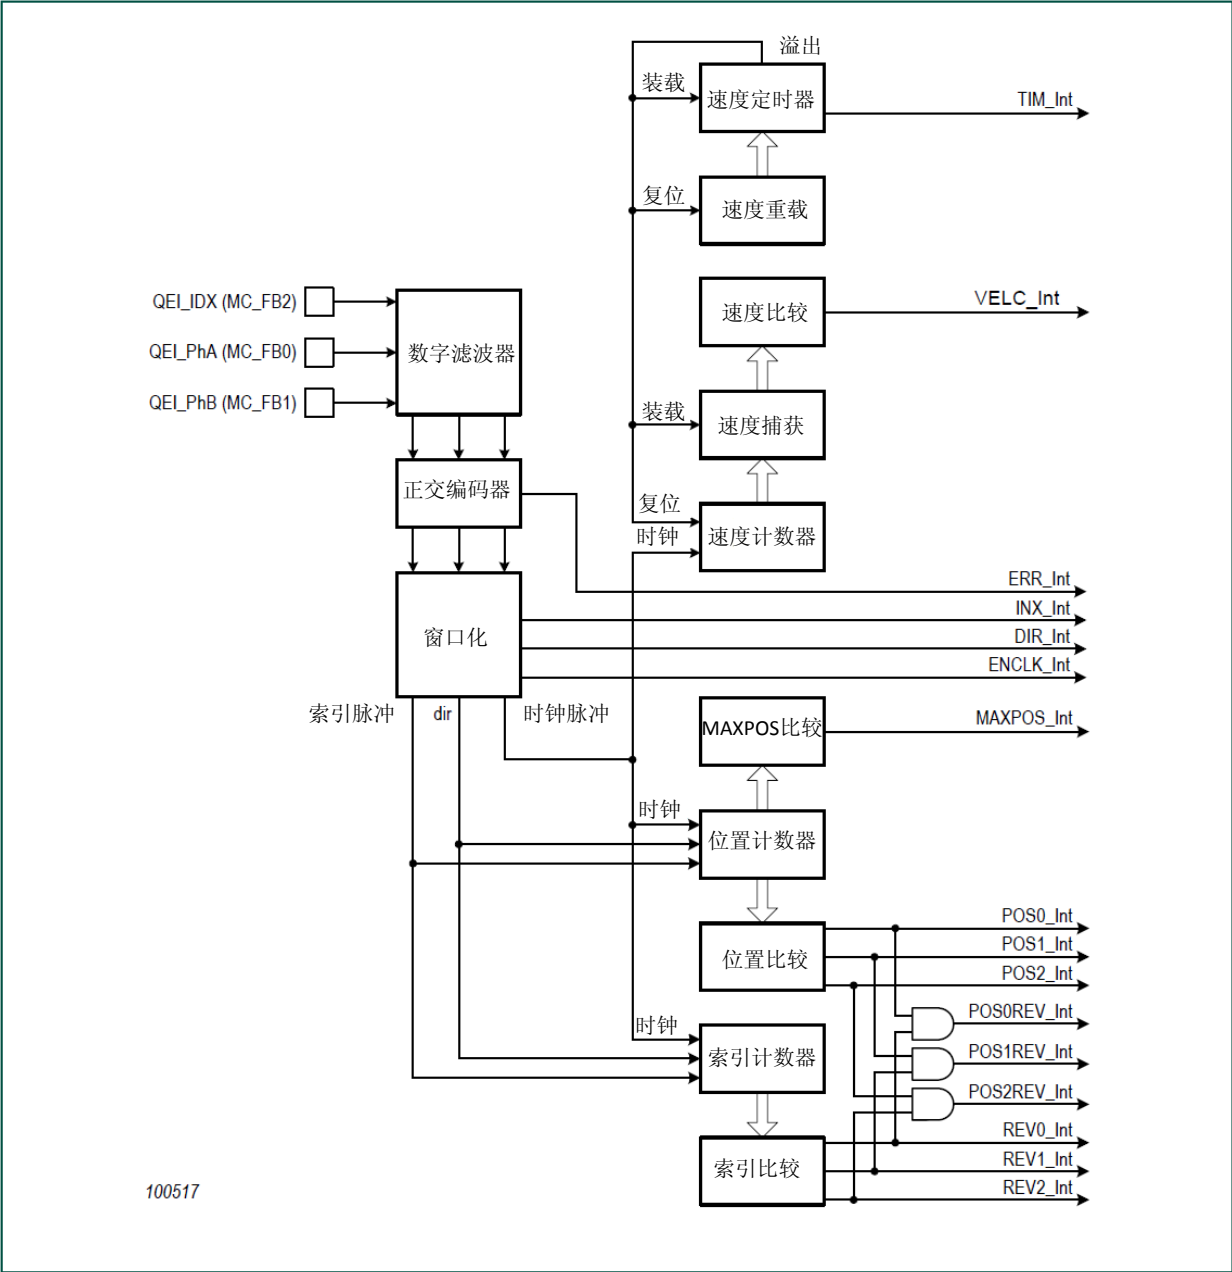 溢出
装载
速度定时器
TIM_Int
复位
速度重载
QEI_IDX (MC_FB2)
速度比较
VELC_Int
QEI_PhA (MC_FB0)
数字滤波器
QEI_PhB (MC_FB1)
装载
速度捕获
正交编码器
复位
时钟
速度计数器
ERR_Int
INX_Int
窗口化
DIR_Int
ENCLK_Int
索引脉冲
dir
时钟脉冲
MAXPOS比较
MAXPOS_Int
时钟
位置计数器
POS0_Int
POS1_Int
位置比较
POS2_Int
POS0REV_Int
时钟
索引计数器
POS1REV_Int
POS2REV_Int
REV0_Int
索引比较
REV1_Int
REV2_Int
100517